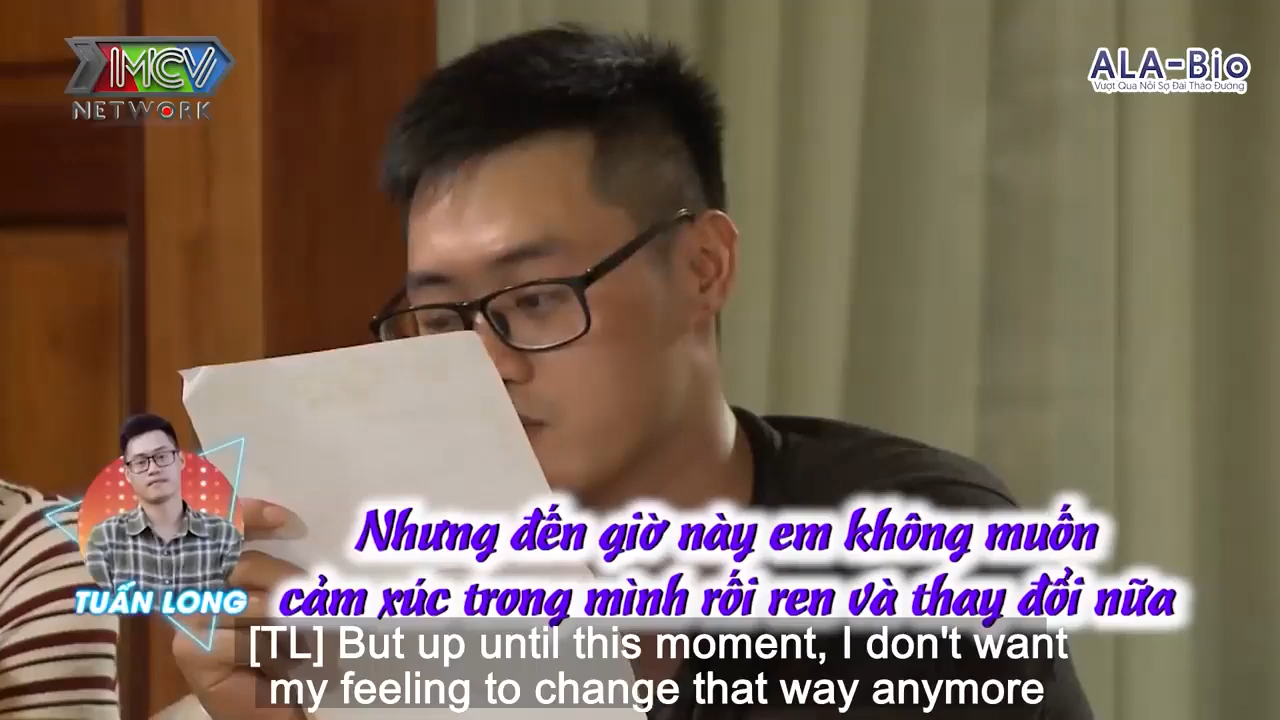 MCV
NETWORK
ALA-Bio
Vượt Qua Nỗi Sợ Đái Tháo Đường
Nhưng đến giờ này em không muốn
cảm xúc trong mình rối ren và thay đổi nữa
TUẤN LONG
[TL] But up until this moment, I don't want
my feeling to change that way anymore